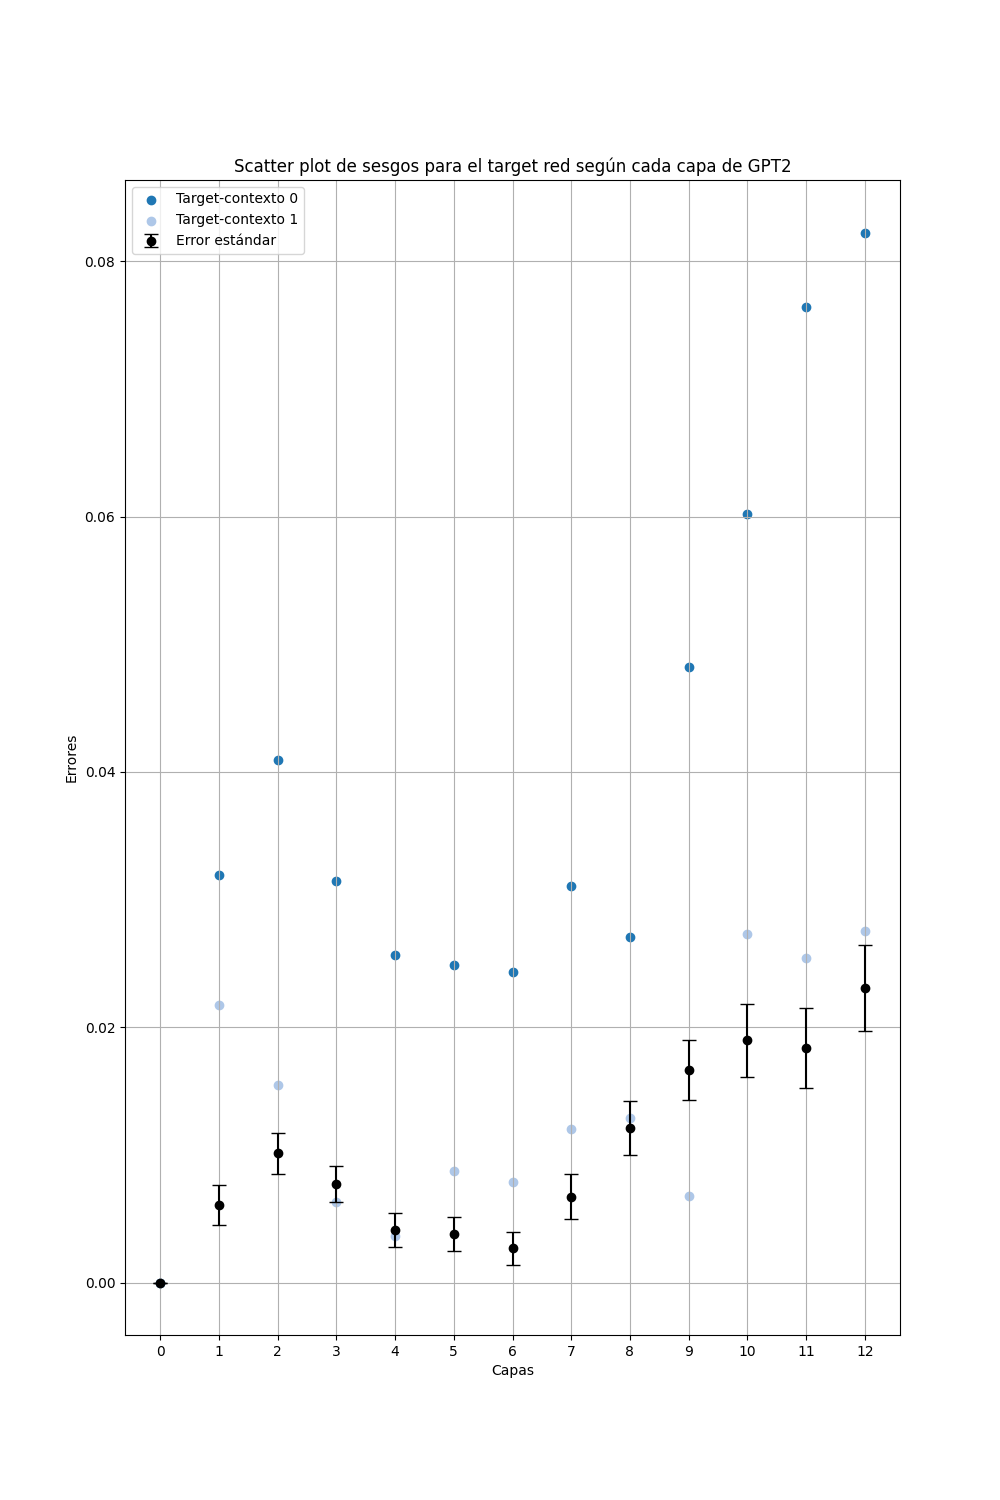 Scatter plot de sesgos para el target red según cada capa de GPT2
Target-contexto 0
Target-contexto 1
Error estándar
0.08
0.06
0.04
0.02
0.00
Errores
0 1 2 3 4 5 6 7 8 9 10 11 12
Capas